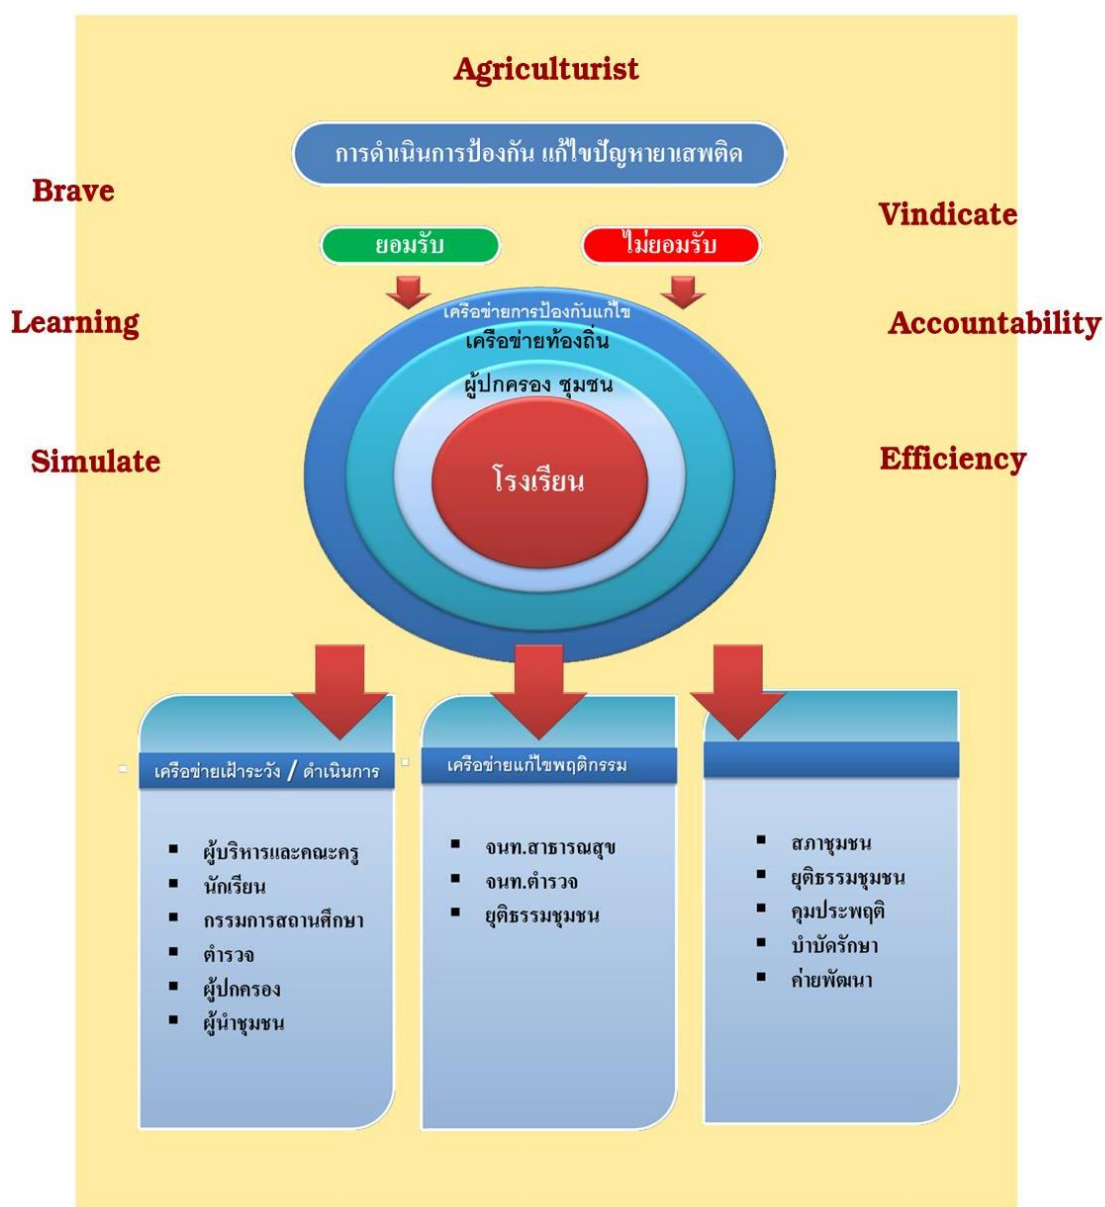 Agriculturist
การดำเนินการป้องกัน แก้ไขปัญหายาเสพติด
Brave
Vindicate
ยอมรับ
ไม่ยอมรับ
เครือข่ายการป้องกันแก้ไข
Learning
Accountability
เครือข่ายท้องถิ่น
ผู้ปกครอง ชุมชน
Simulate
Efficiency
โรงเรียน
เครือข่ายเฝ้าระวัง / ดำเนินการ
▪ ผู้บริหารและคณะครู
▪ นักเรียน
▪ กรรมการสถานศึกษา
▪ ตำรวจ
▪ ผู้ปกครอง
▪ ผู้นำชุมชน
เครือข่ายแก้ไขพฤติกรรม
▪ จนท.สาธารณสุข
▪ จนท.ตำรวจ
▪ ยุติธรรมชุมชน
▪ สภาชุมชน
▪ ยุติธรรมชุมชน
▪ คุมประพฤติ
▪ บำบัดรักษา
▪ ค่ายพัฒนา